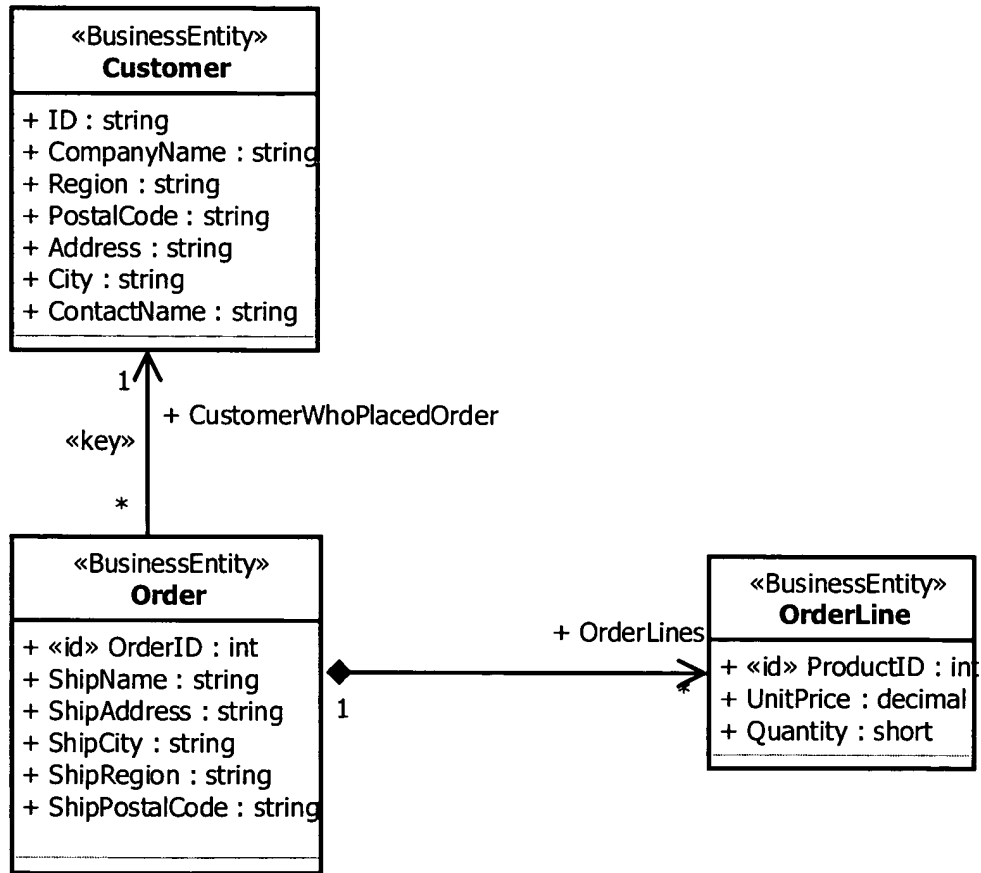 «BusinessEntity»
Customer
+ ID : string
+ CompanyName : string
+ Region : string
+ PostalCode : string
+ Address : string
+ City : string
+ ContactName : string
1
+ CustomerWhoPlacedOrder
«key»
*
«BusinessEntity»
Order
+ «id» OrderID : int
+ ShipName : string
+ ShipAddress : string
+ ShipCity : string
+ ShipRegion : string
+ ShipPostalCode : string
1
+ OrderLines
*
«BusinessEntity»
OrderLine
+ «id» ProductID : int
+ UnitPrice : decimal
+ Quantity : short